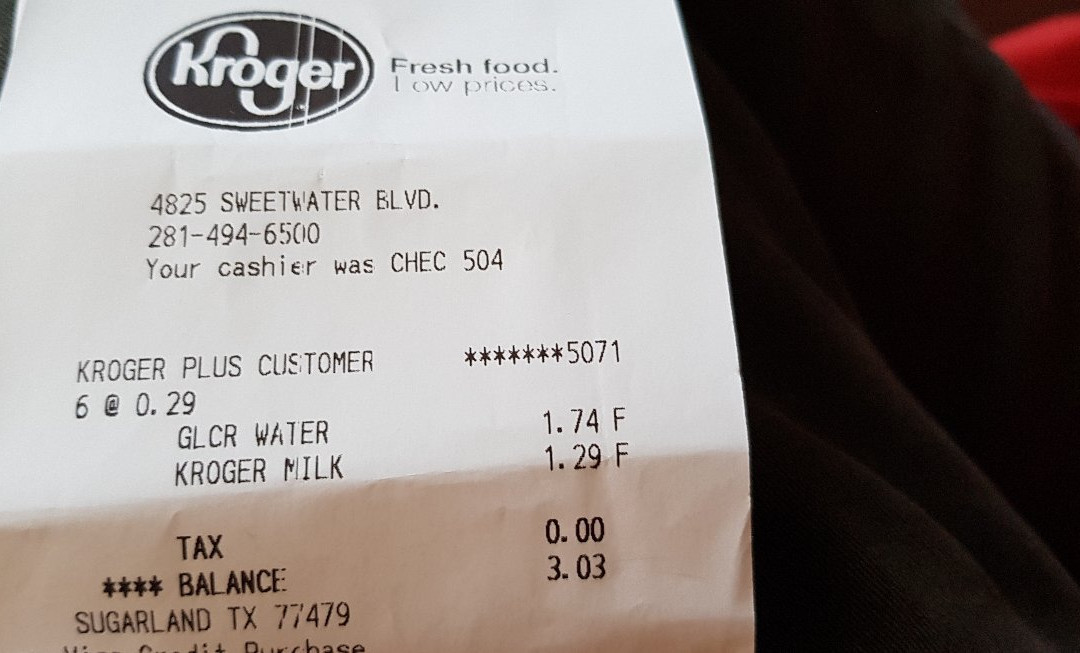 Kroger Fresh food.
Low prices.
4825 SWEETWATER BLVD.
281-494-6500
Your cashier was CHEC 504
KROGER PLUS CUSTOMER *******5071
6 @ 0.29
GLCR WATER 1.74 F
KROGER MILK 1.29 F
TAX 0.00
**** BALANCE 3.03
SUGARLAND TX 77479
Credit Purchase